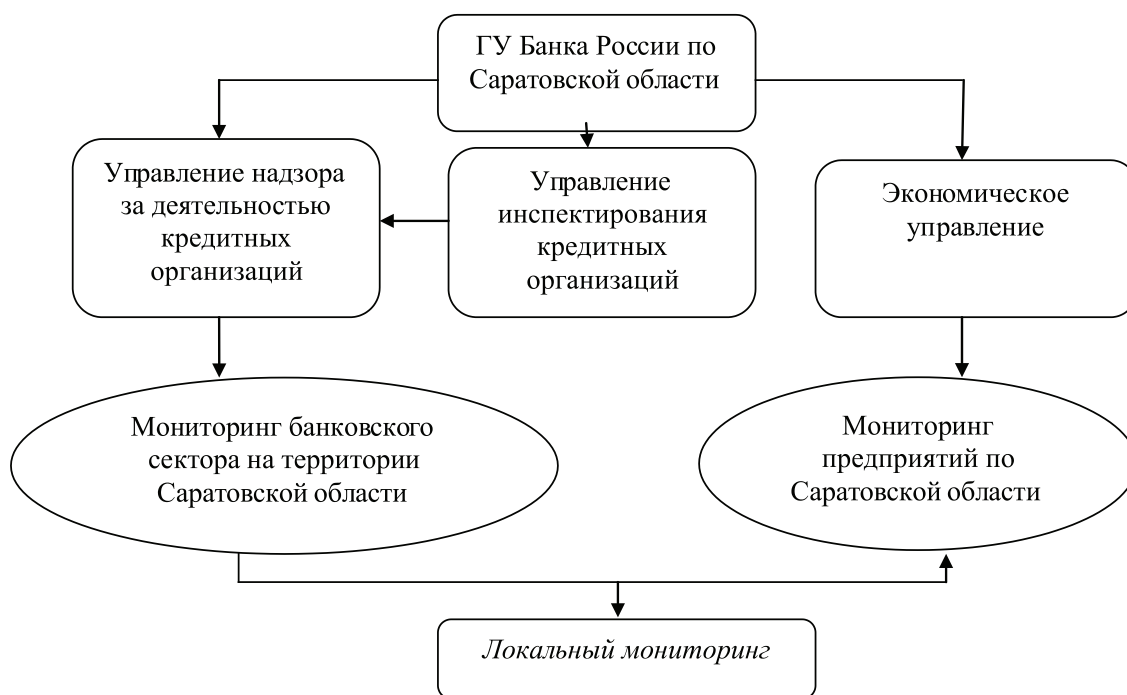 ГУ Банка России по
Саратовской области
Управление надзора
за деятельностью
кредитных
организаций
Управление
инспектирования
кредитных
организаций
Экономическое
управление
Мониторинг банковского
сектора на территории
Саратовской области
Мониторинг
предприятий по
Саратовской области
Локальный мониторинг